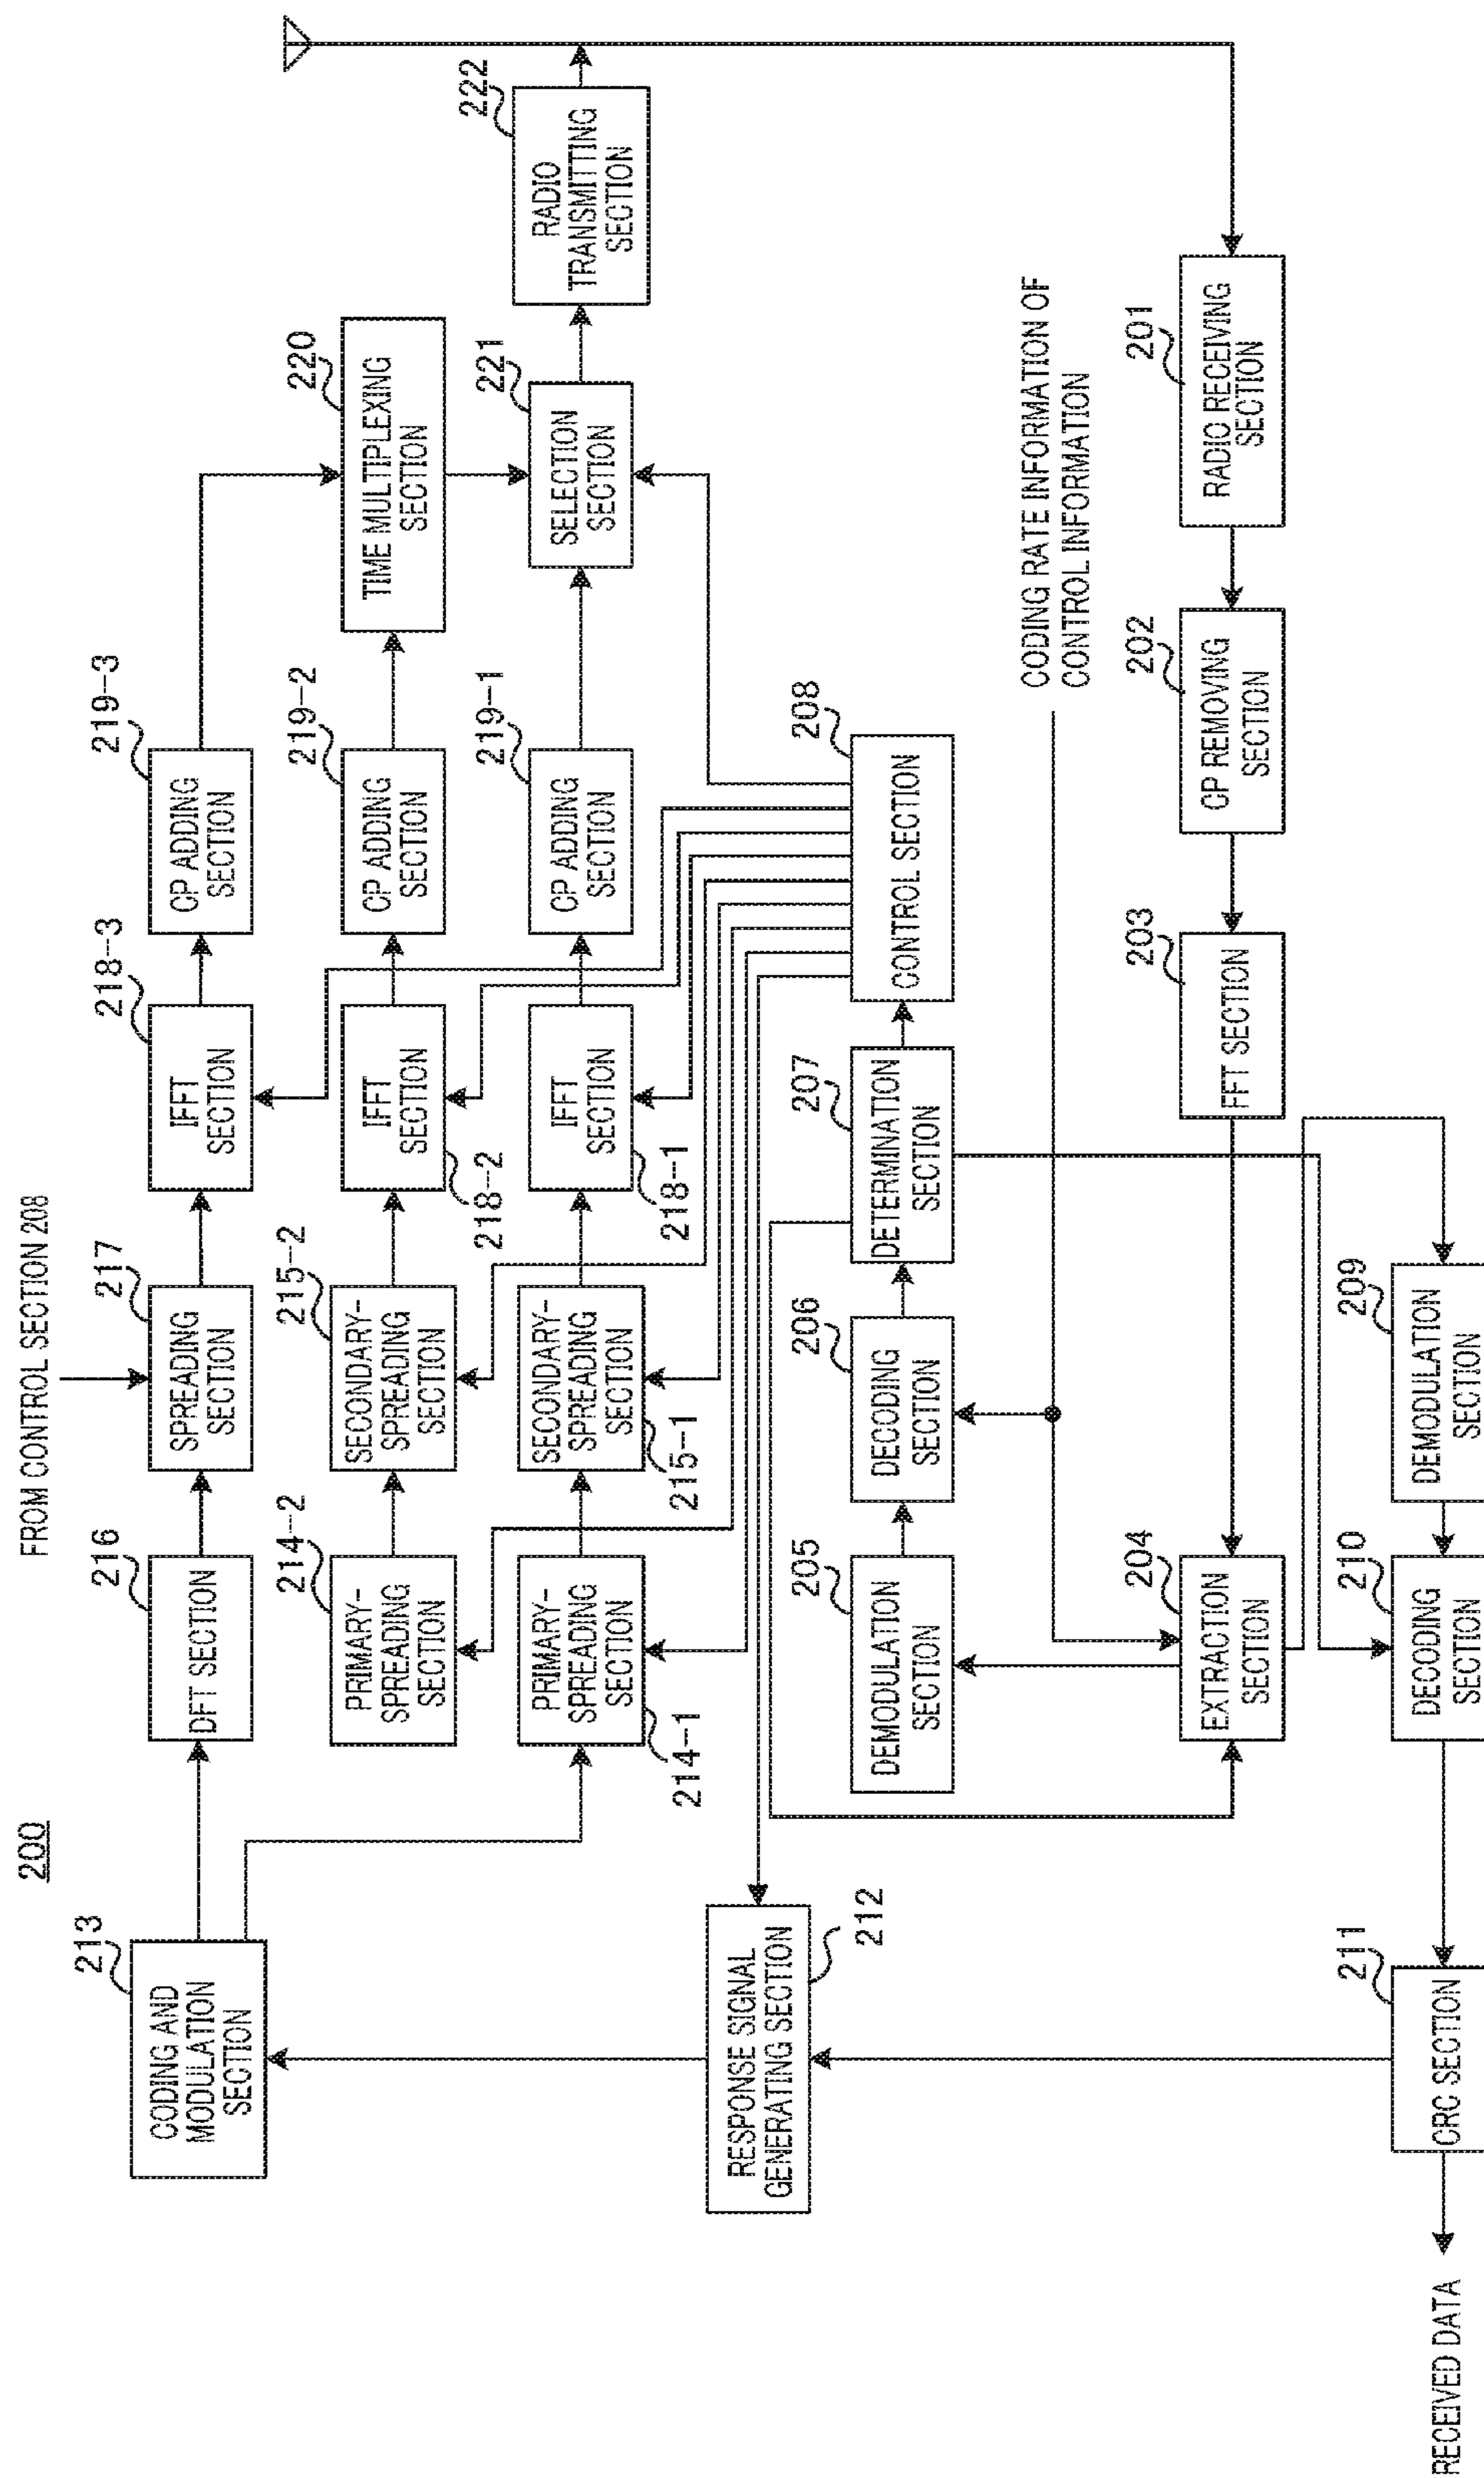 200
FROM CONTROL SECTION 208
213
CODING AND
MODULATION
SECTION
216
DFT SECTION
217
SPREADING
SECTION
218-3
IFFT
SECTION
219-3
CP ADDING
SECTION
214-2
PRIMARY-
SPREADING
SECTION
215-2
SECONDARY-
SPREADING
SECTION
IFFT
SECTION
218-2
219-2
CP ADDING
SECTION
220
TIME MULTIPLEXING
SECTION
PRIMARY-
SPREADING
SECTION
214-1
SECONDARY-
SPREADING
SECTION
215-1
IFFT
SECTION
218-1
219-1
CP ADDING
SECTION
221
SELECTION
SECTION
222
RADIO
TRANSMITTING
SECTION
RESPONSE SIGNAL
GENERATING SECTION
212
205
DEMODULATION
SECTION
206
DECODING
SECTION
207
DETERMINATION
SECTION
208
CONTROL SECTION
CODING RATE INFORMATION OF
CONTROL INFORMATION
204
EXTRACTION
SECTION
203
FFT SECTION
202
CP REMOVING
SECTION
201
RADIO RECEIVING
SECTION
RECEIVED DATA
211
CRC SECTION
210
DECODING
SECTION
209
DEMODULATION
SECTION